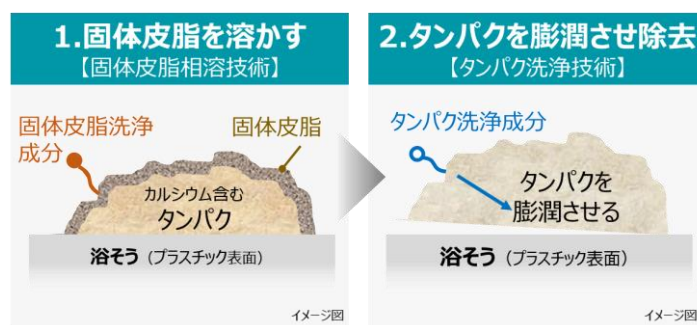 1.固体皮脂を溶かす
【固体皮脂相溶技術】
固体皮脂洗浄
成分
固体皮脂
カルシウム含む
タンパク
浴そう（プラスチック表面）
イメージ図
2.タンパクを膨潤させ除去
【タンパク洗浄技術】
タンパク洗浄成分
タンパクを
膨潤させる
浴そう（プラスチック表面）
イメージ図